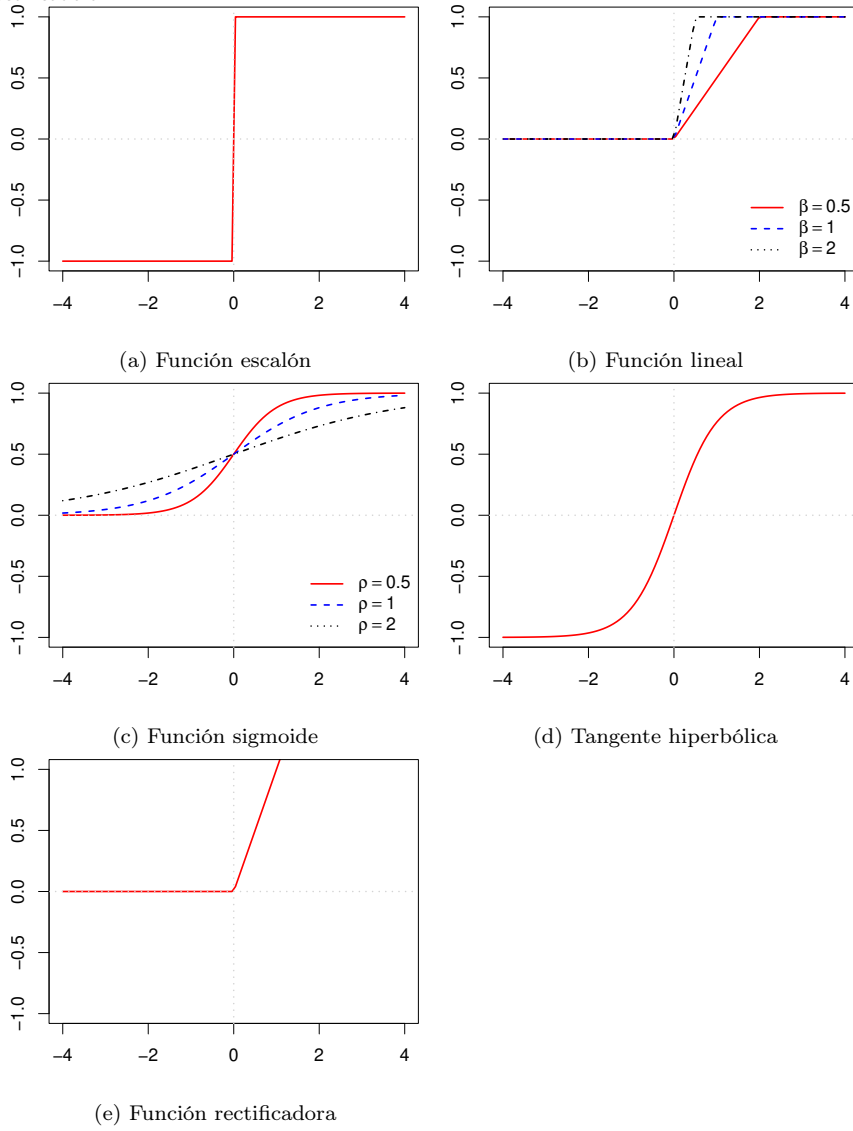 1.0
0.5
0.0
−0.5
−1.0
−4 −2 0 2 4
(a) Función escalón
1.0
0.5
0.0
−0.5
−1.0
β = 0.5
β = 1
β = 2
−4 −2 0 2 4
(b) Función lineal
1.0
0.5
0.0
−0.5
−1.0
ρ = 0.5
ρ = 1
ρ = 2
−4 −2 0 2 4
(c) Función sigmoide
1.0
0.5
0.0
−0.5
−1.0
−4 −2 0 2 4
(d) Tangente hiperbólica
1.0
0.5
0.0
−0.5
−1.0
−4 −2 0 2 4
(e) Función rectificadora